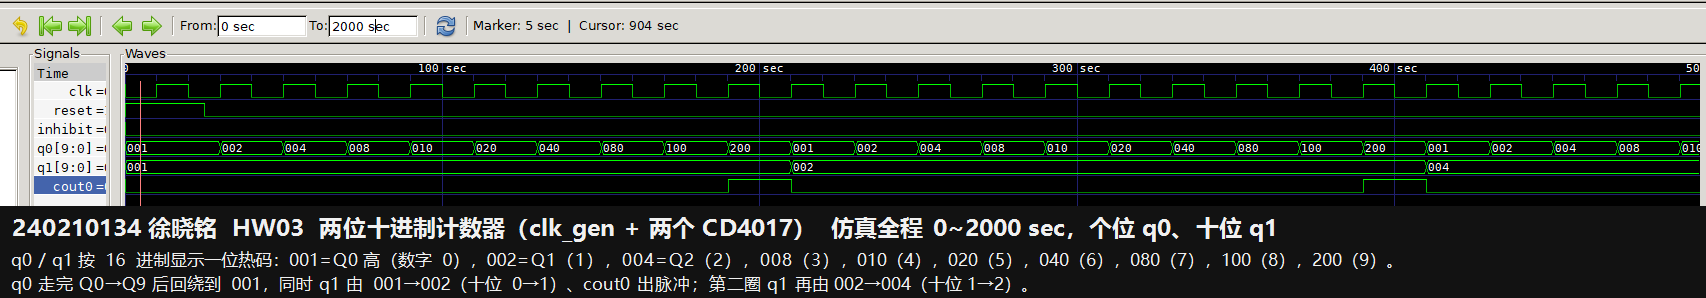 From: 0 sec To: 2000 sec Marker: 5 sec | Cursor: 904 sec
Signals Waves
Time 0 100 sec 200 sec 300 sec 400 sec 50
clk =
reset =
inhibit =
q0[9:0] = 001 002 004 008 010 020 040 080 100 200 001 002 004 008 010 020 040 080 100 200 001 002 004 008 010
q1[9:0] = 001 002 004
cout0 =
240210134 徐晓铭 HW03 两位十进制计数器（clk_gen + 两个 CD4017） 仿真全程 0~2000 sec，个位 q0、十位 q1
q0 / q1 按 16 进制显示一位热码：001=Q0 高（数字 0），002=Q1（1），004=Q2（2），008（3），010（4），020（5），040（6），080（7），100（8），200（9）。
q0 走完 Q0→Q9 后回绕到 001，同时 q1 由 001→002（十位 0→1）、cout0 出脉冲；第二圈 q1 再由 002→004（十位 1→2）。